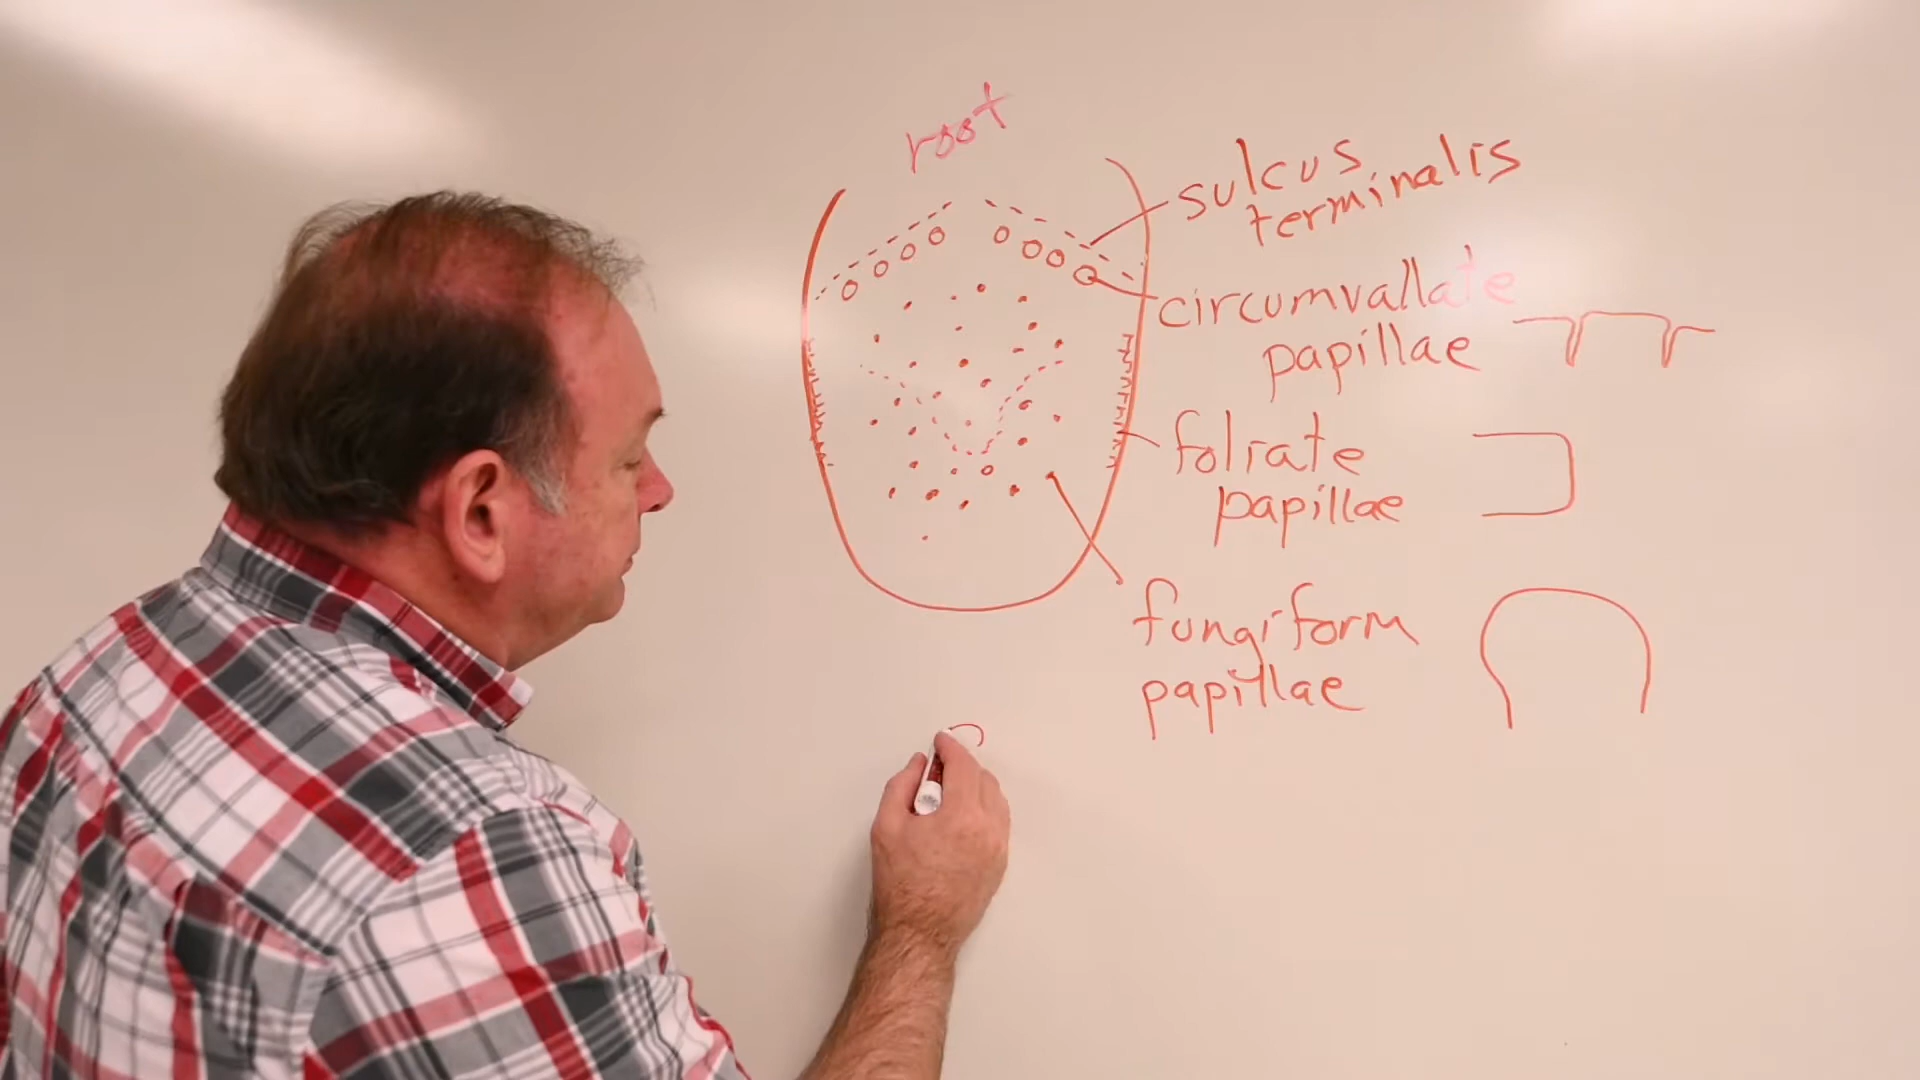 root
sulcus
terminalis
circumvallate
papillae
foliate
papillae
fungiform
papillae